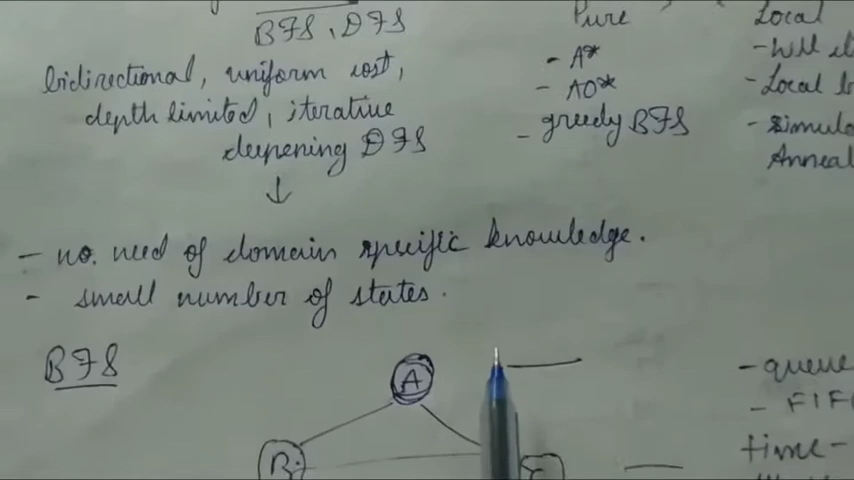 BFS, DFS
bidirectional, uniform cost,
depth limited, iterative
deepening DFS
Pure
- A*
- AO*
- greedy BFS
Local
- Local
- simula
Anneal
- no. need of domain specific knowledge.
- small number of states.
BFS
A
B
C
- queue
- FIF
time -